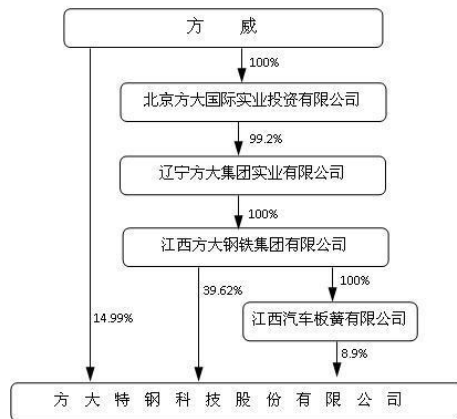 方 威
100%
北京方大国际实业投资有限公司
99.2%
辽宁方大集团实业有限公司
100%
江西方大钢铁集团有限公司
14.99%
39.62%
100%
江西汽车板簧有限公司
8.9%
方 大 特 钢 科 技 股 份 有 限 公 司